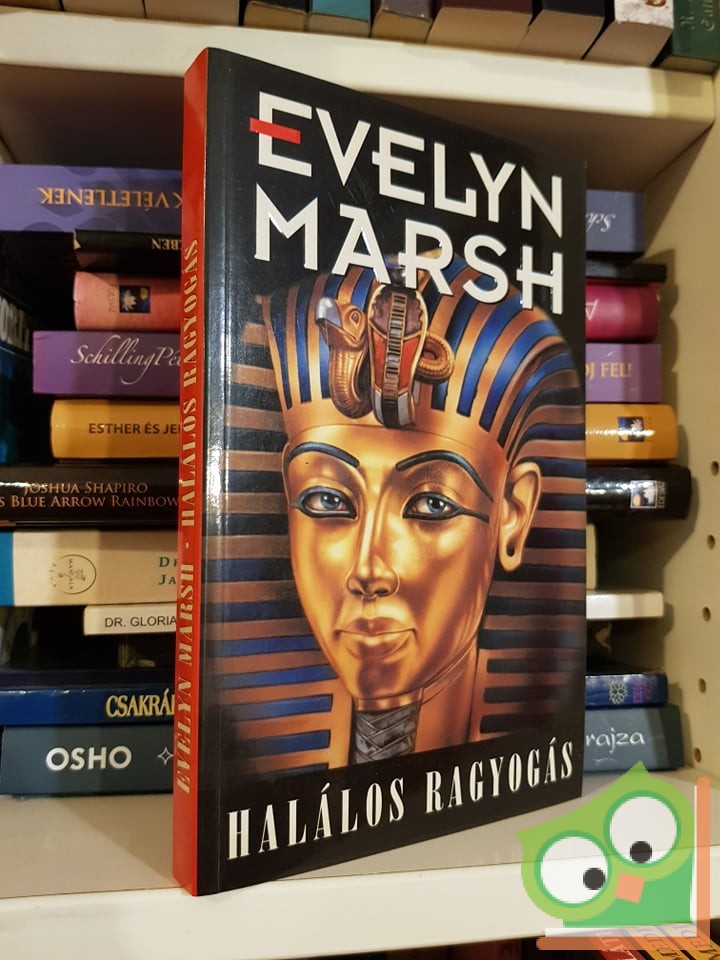 EVELYN
MARSH
HALÁLOS RAGYOGÁS
EVELYN MARSH - HALÁLOS RAGYOGÁS
VÉLETLENEK
BEN
SchillingPé
ESTHER ÉS JE
JOSHUA SHAPIRO
BLUE ARROW RAINBOW
DR. GLORIA
CSAKRÁ
OSHO
J FEL!
rajza